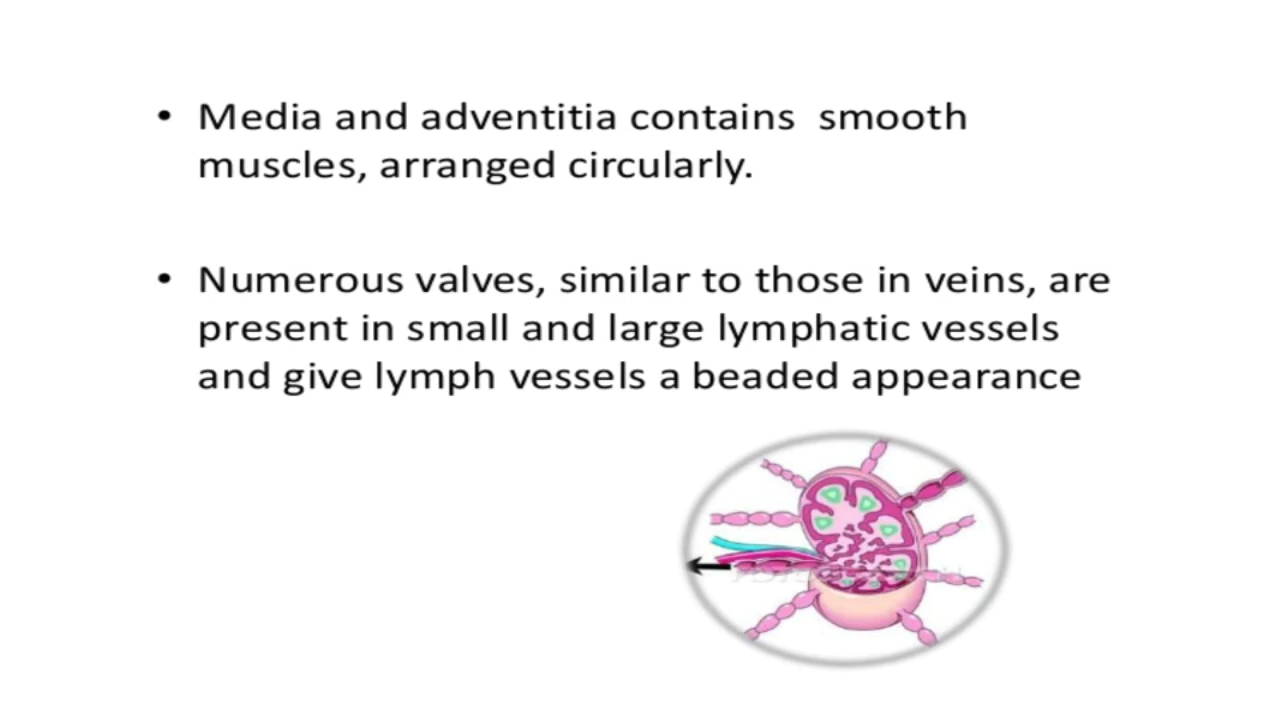 • Media and adventitia contains  smooth
muscles, arranged circularly.
• Numerous valves, similar to those in veins, are
present in small and large lymphatic vessels
and give lymph vessels a beaded appearance